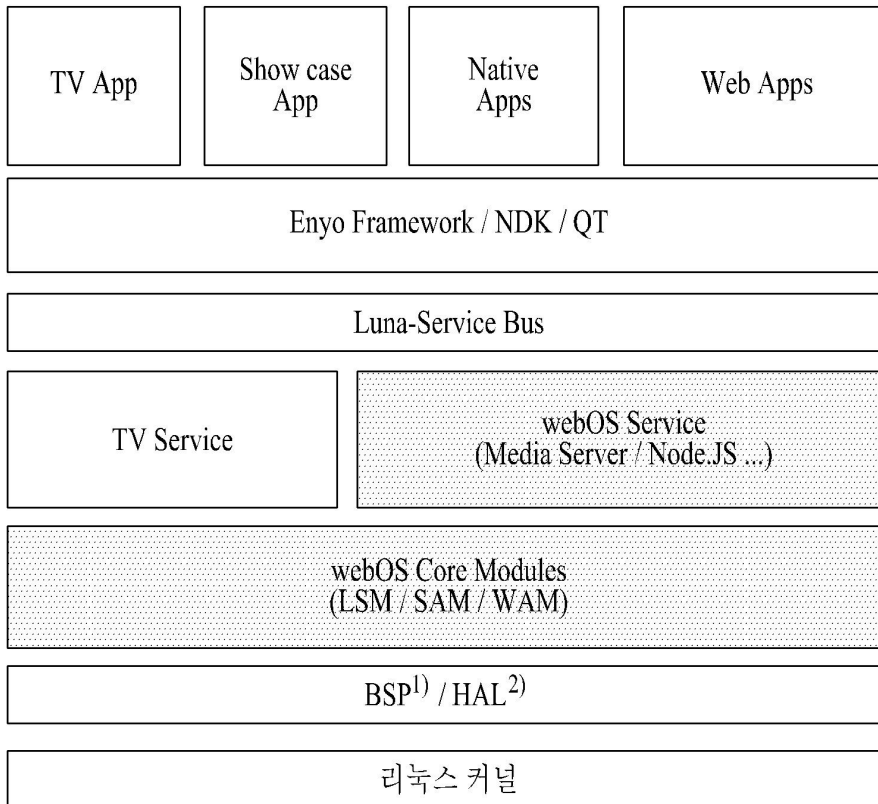 TV App
Show case
App
Native
Apps
Web Apps
Enyo Framework / NDK / QT
Luna-Service Bus
TV Service
webOS Service
(Media Server / Node.JS ...)
webOS Core Modules
(LSM / SAM / WAM)
BSP1) / HAL2)
리눅스 커널